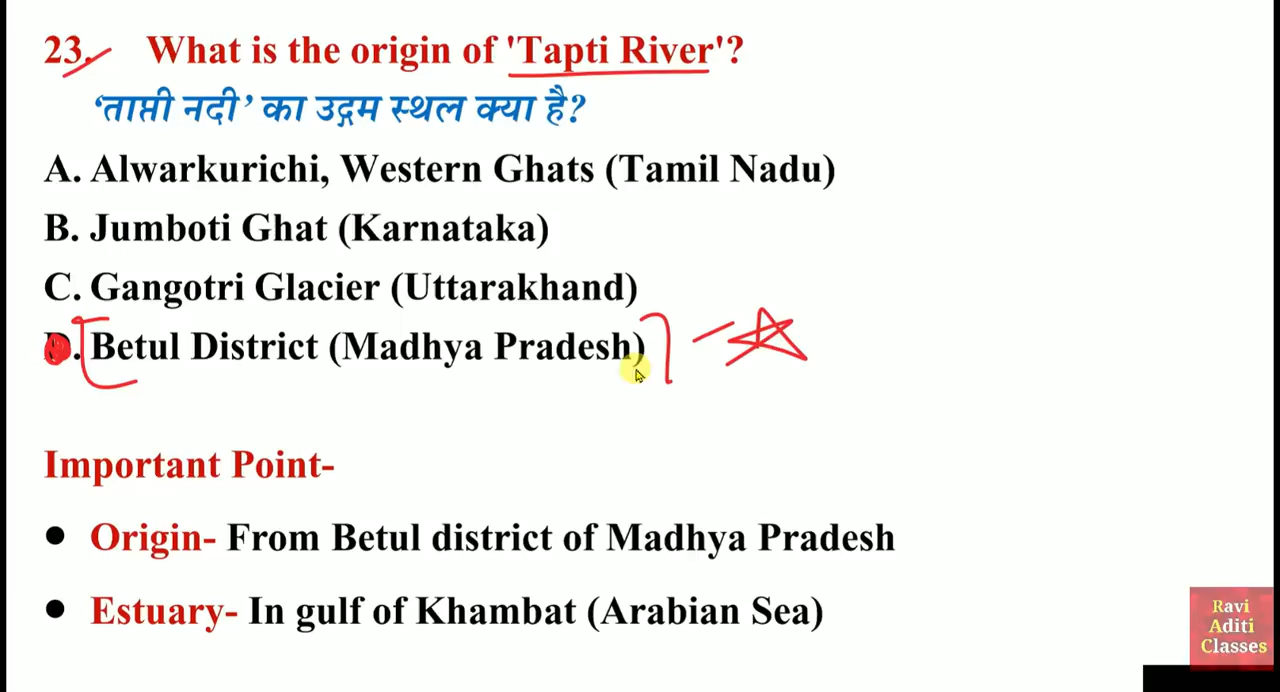 23. What is the origin of 'Tapti River'?
‘ताप्ती नदी’ का उद्गम स्थल क्या है?
A. Alwarkurichi, Western Ghats (Tamil Nadu)
B. Jumboti Ghat (Karnataka)
C. Gangotri Glacier (Uttarakhand)
D. Betul District (Madhya Pradesh)
Important Point-
● Origin- From Betul district of Madhya Pradesh
● Estuary- In gulf of Khambat (Arabian Sea)
Ravi
Aditi
Classes